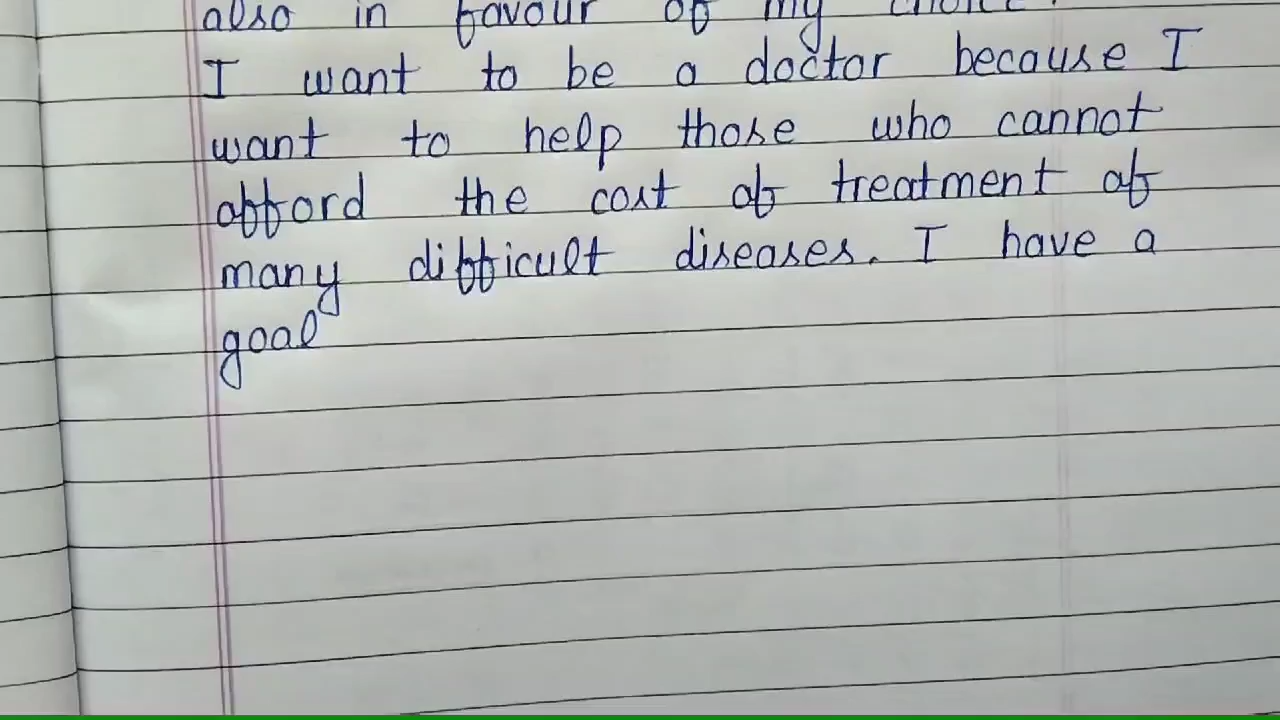 also in favour of my choice.
I want to be a doctor because I
want to help those who cannot
afford the cost of treatment of
many difficult diseases. I have a
goal